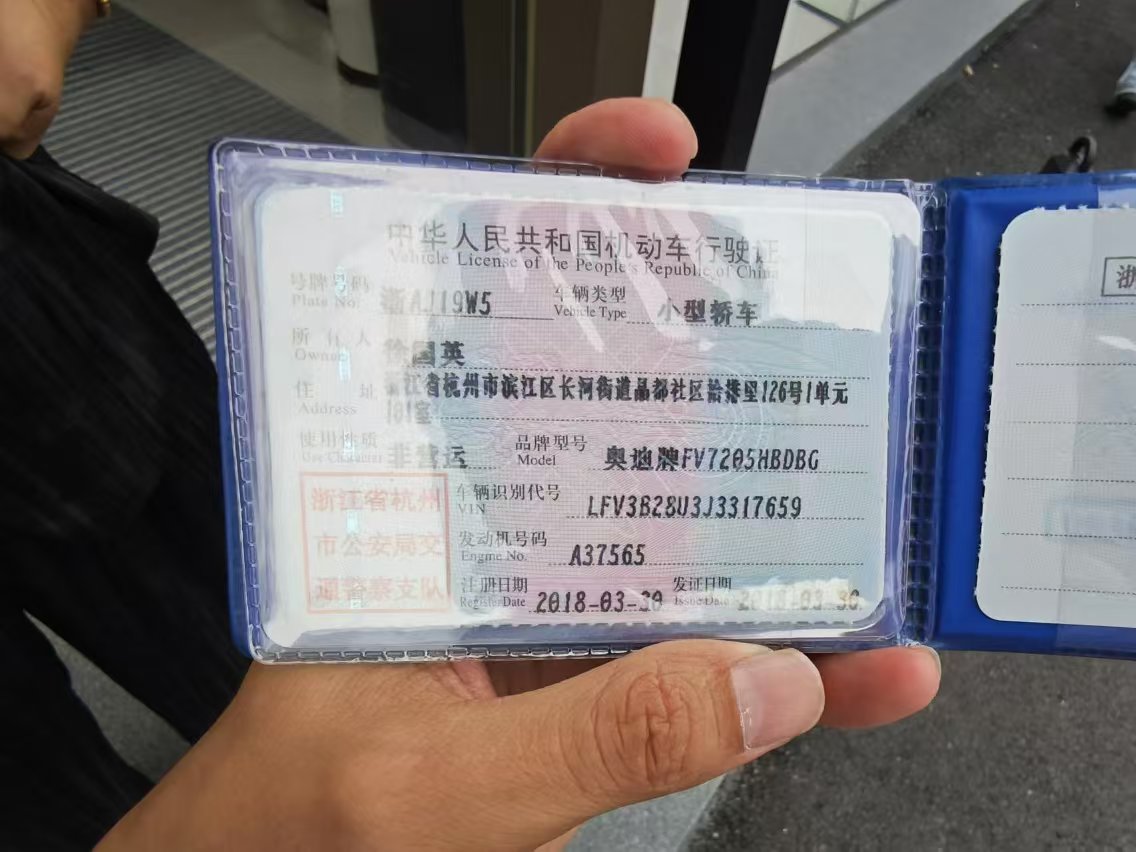 中华人民共和国机动车行驶证
Vehicle License of the People's Republic of China
号牌号码 浙AJ19W5 车辆类型 小型轿车
Plate No. Vehicle Type
所有人 徐国英
Owner
住址 浙江省杭州市滨江区长河街道晶都社区 里126号1单元
Address 101室
使用性质 非营运 品牌型号 奥迪牌FV7205HBDBG
Use Character Model
浙江省杭州
市公安局交
通警察支队
车辆识别代号 LFV3B28U3J3317659
VIN
发动机号码 A37565
Engine No.
注册日期 2018-03-30 发证日期 2018-03-30
Register Date Issue Date
浙